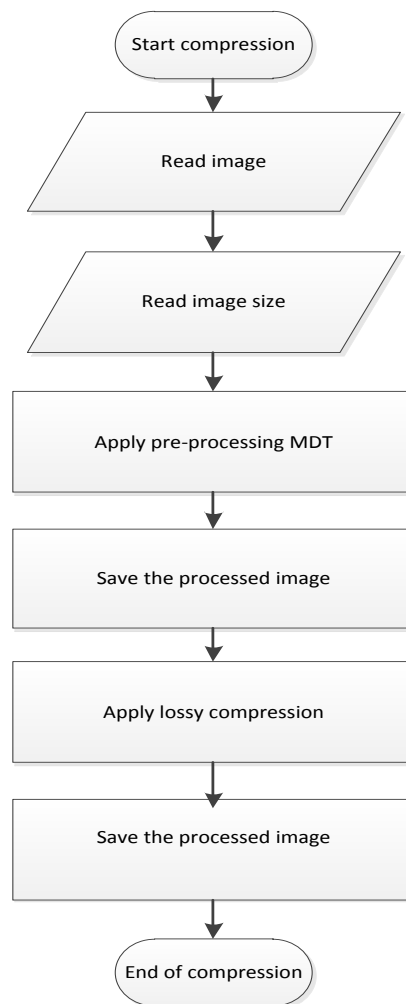 Start compression
Read image
Read image size
Apply pre-processing MDT
Save the processed image
Apply lossy compression
Save the processed image
End of compression